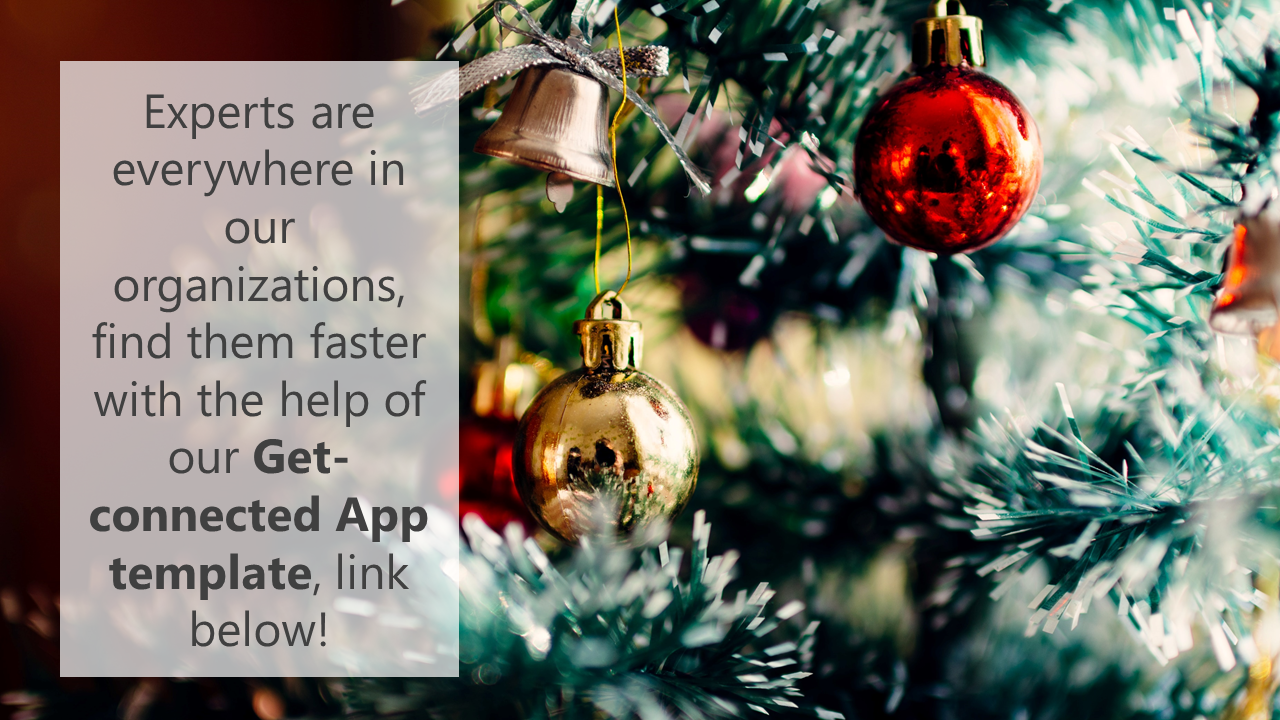 Experts are
everywhere in
our
organizations,
find them faster
with the help of
our Get-
connected App
template, link
below!